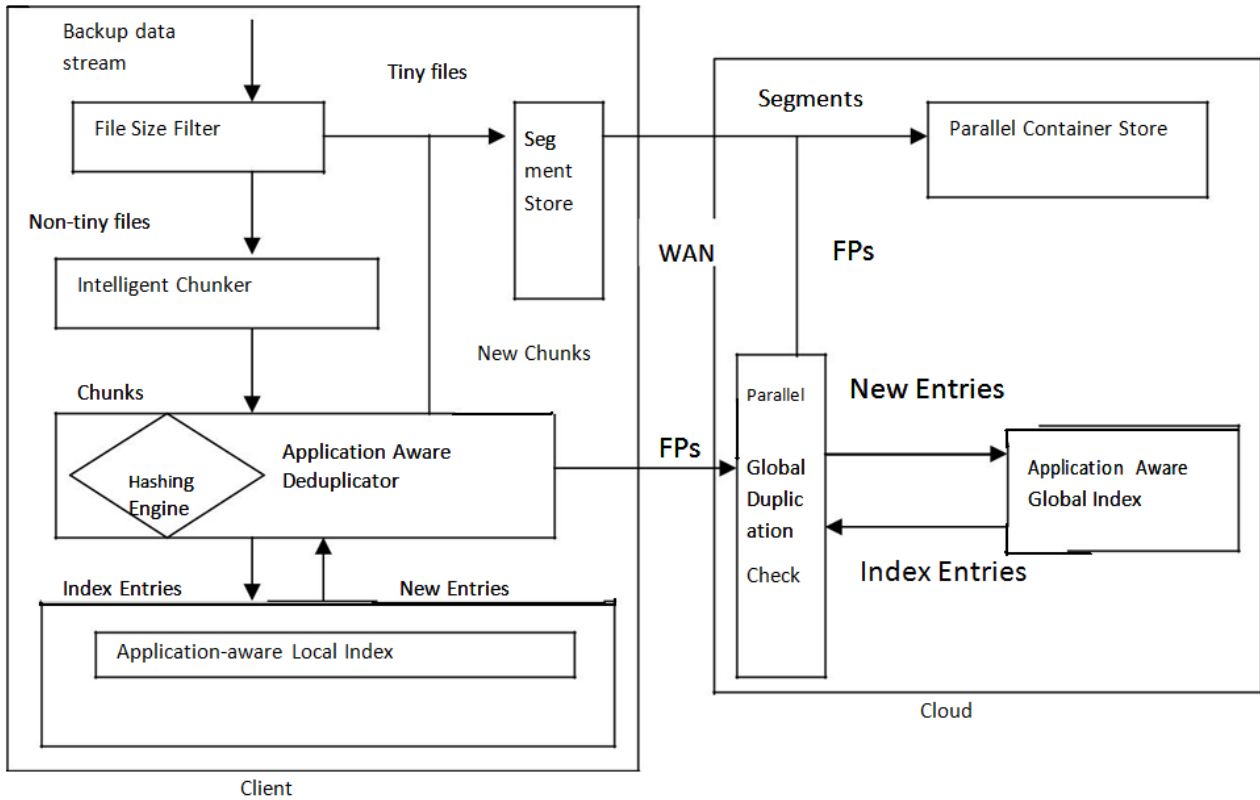 Backup data
stream
Tiny files
File Size Filter
Seg
ment
Store
Segments
Parallel Container Store
Non-tiny files
WAN
FPs
Intelligent Chunker
New Chunks
Chunks
Hashing
Engine
Application Aware
Deduplicator
FPs
Parallel
Global
Duplic
ation
Check
New Entries
Application Aware
Global Index
Index Entries
Index Entries
New Entries
Application-aware Local Index
Cloud
Client